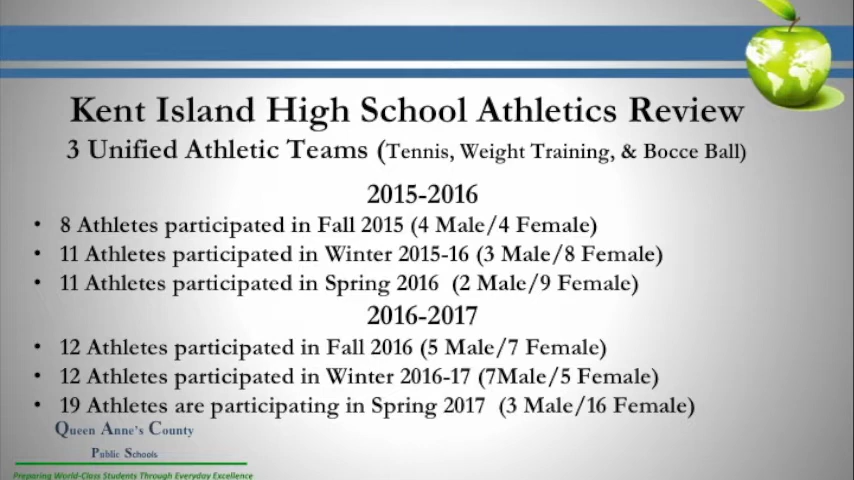 Kent Island High School Athletics Review
3 Unified Athletic Teams (Tennis, Weight Training, & Bocce Ball)
2015-2016
• 8 Athletes participated in Fall 2015 (4 Male/4 Female)
• 11 Athletes participated in Winter 2015-16 (3 Male/8 Female)
• 11 Athletes participated in Spring 2016 (2 Male/9 Female)
2016-2017
• 12 Athletes participated in Fall 2016 (5 Male/7 Female)
• 12 Athletes participated in Winter 2016-17 (7Male/5 Female)
• 19 Athletes are participating in Spring 2017 (3 Male/16 Female)
Queen Anne's County
Public Schools
Preparing World-Class Students Through Everyday Excellence